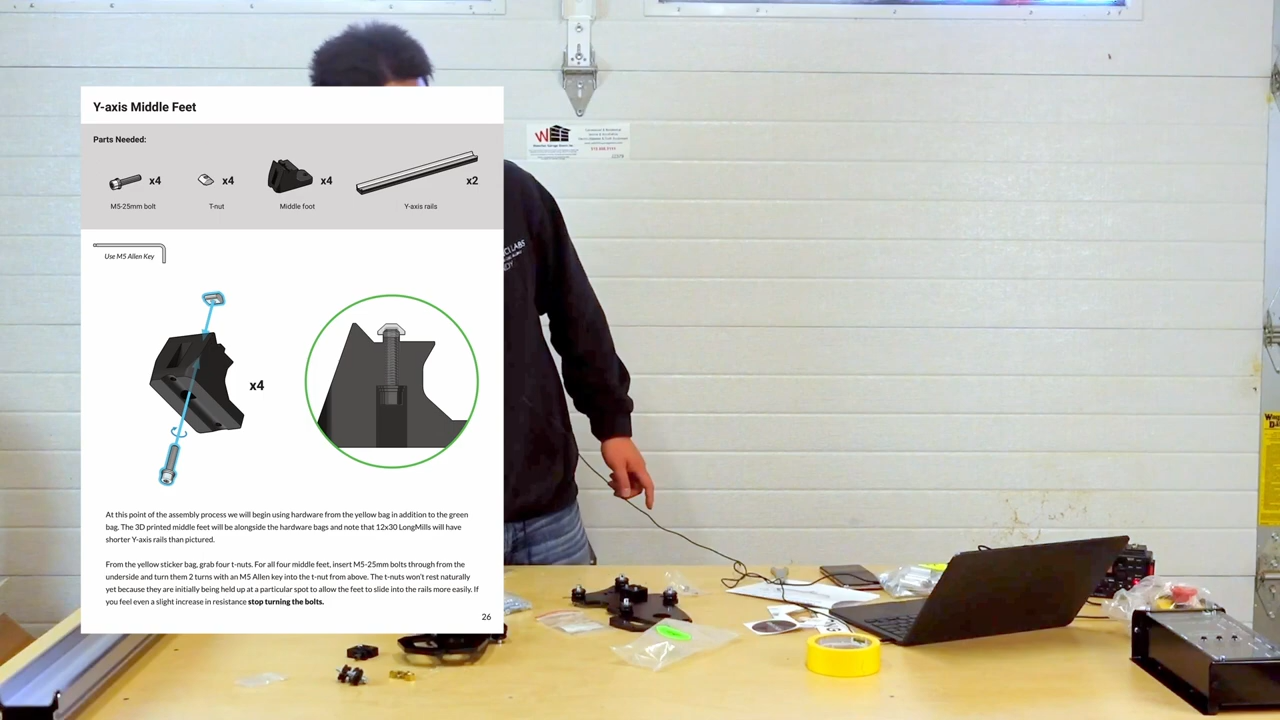 Y-axis Middle Feet
Parts Needed:
x4
x4
x4
x2
M5-25mm bolt
T-nut
Middle foot
Y-axis rails
Use M5 Allen Key
x4
At this point of the assembly process we will begin using hardware from the yellow bag in addition to the green
bag. The 3D printed middle feet will be alongside the hardware bags and note that 12x30 LongMills will have
shorter Y-axis rails than pictured.
From the yellow sticker bag, grab four t-nuts. For all four middle feet, insert M5-25mm bolts through from the
underside and turn them 2 turns with an M5 Allen key into the t-nut from above. The t-nuts won't rest naturally
yet because they are initially being held up at a particular spot to allow the feet to slide into the rails more easily. If
you feel even a slight increase in resistance stop turning the bolts.
26
LABS